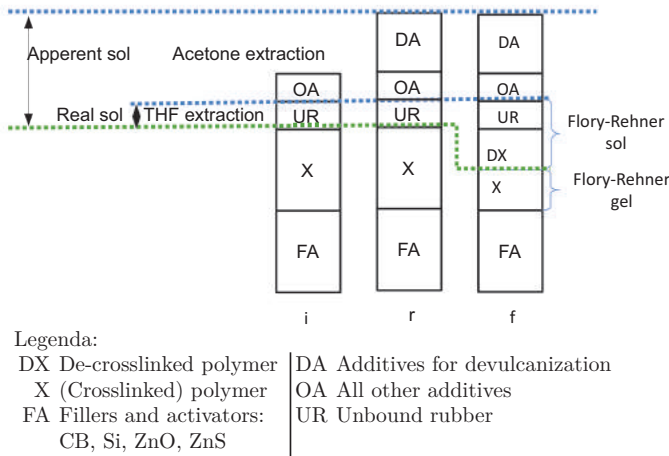 Apperent sol
Acetone extraction
Real sol
THF extraction
OA
UR
X
FA
i
DA
OA
UR
X
FA
r
DA
OA
UR
DX
X
FA
f
Flory-Rehner
sol
Flory-Rehner
gel
Legenda:
DX De-crosslinked polymer
X (Crosslinked) polymer
FA Fillers and activators:
CB, Si, ZnO, ZnS
DA Additives for devulcanization
OA All other additives
UR Unbound rubber